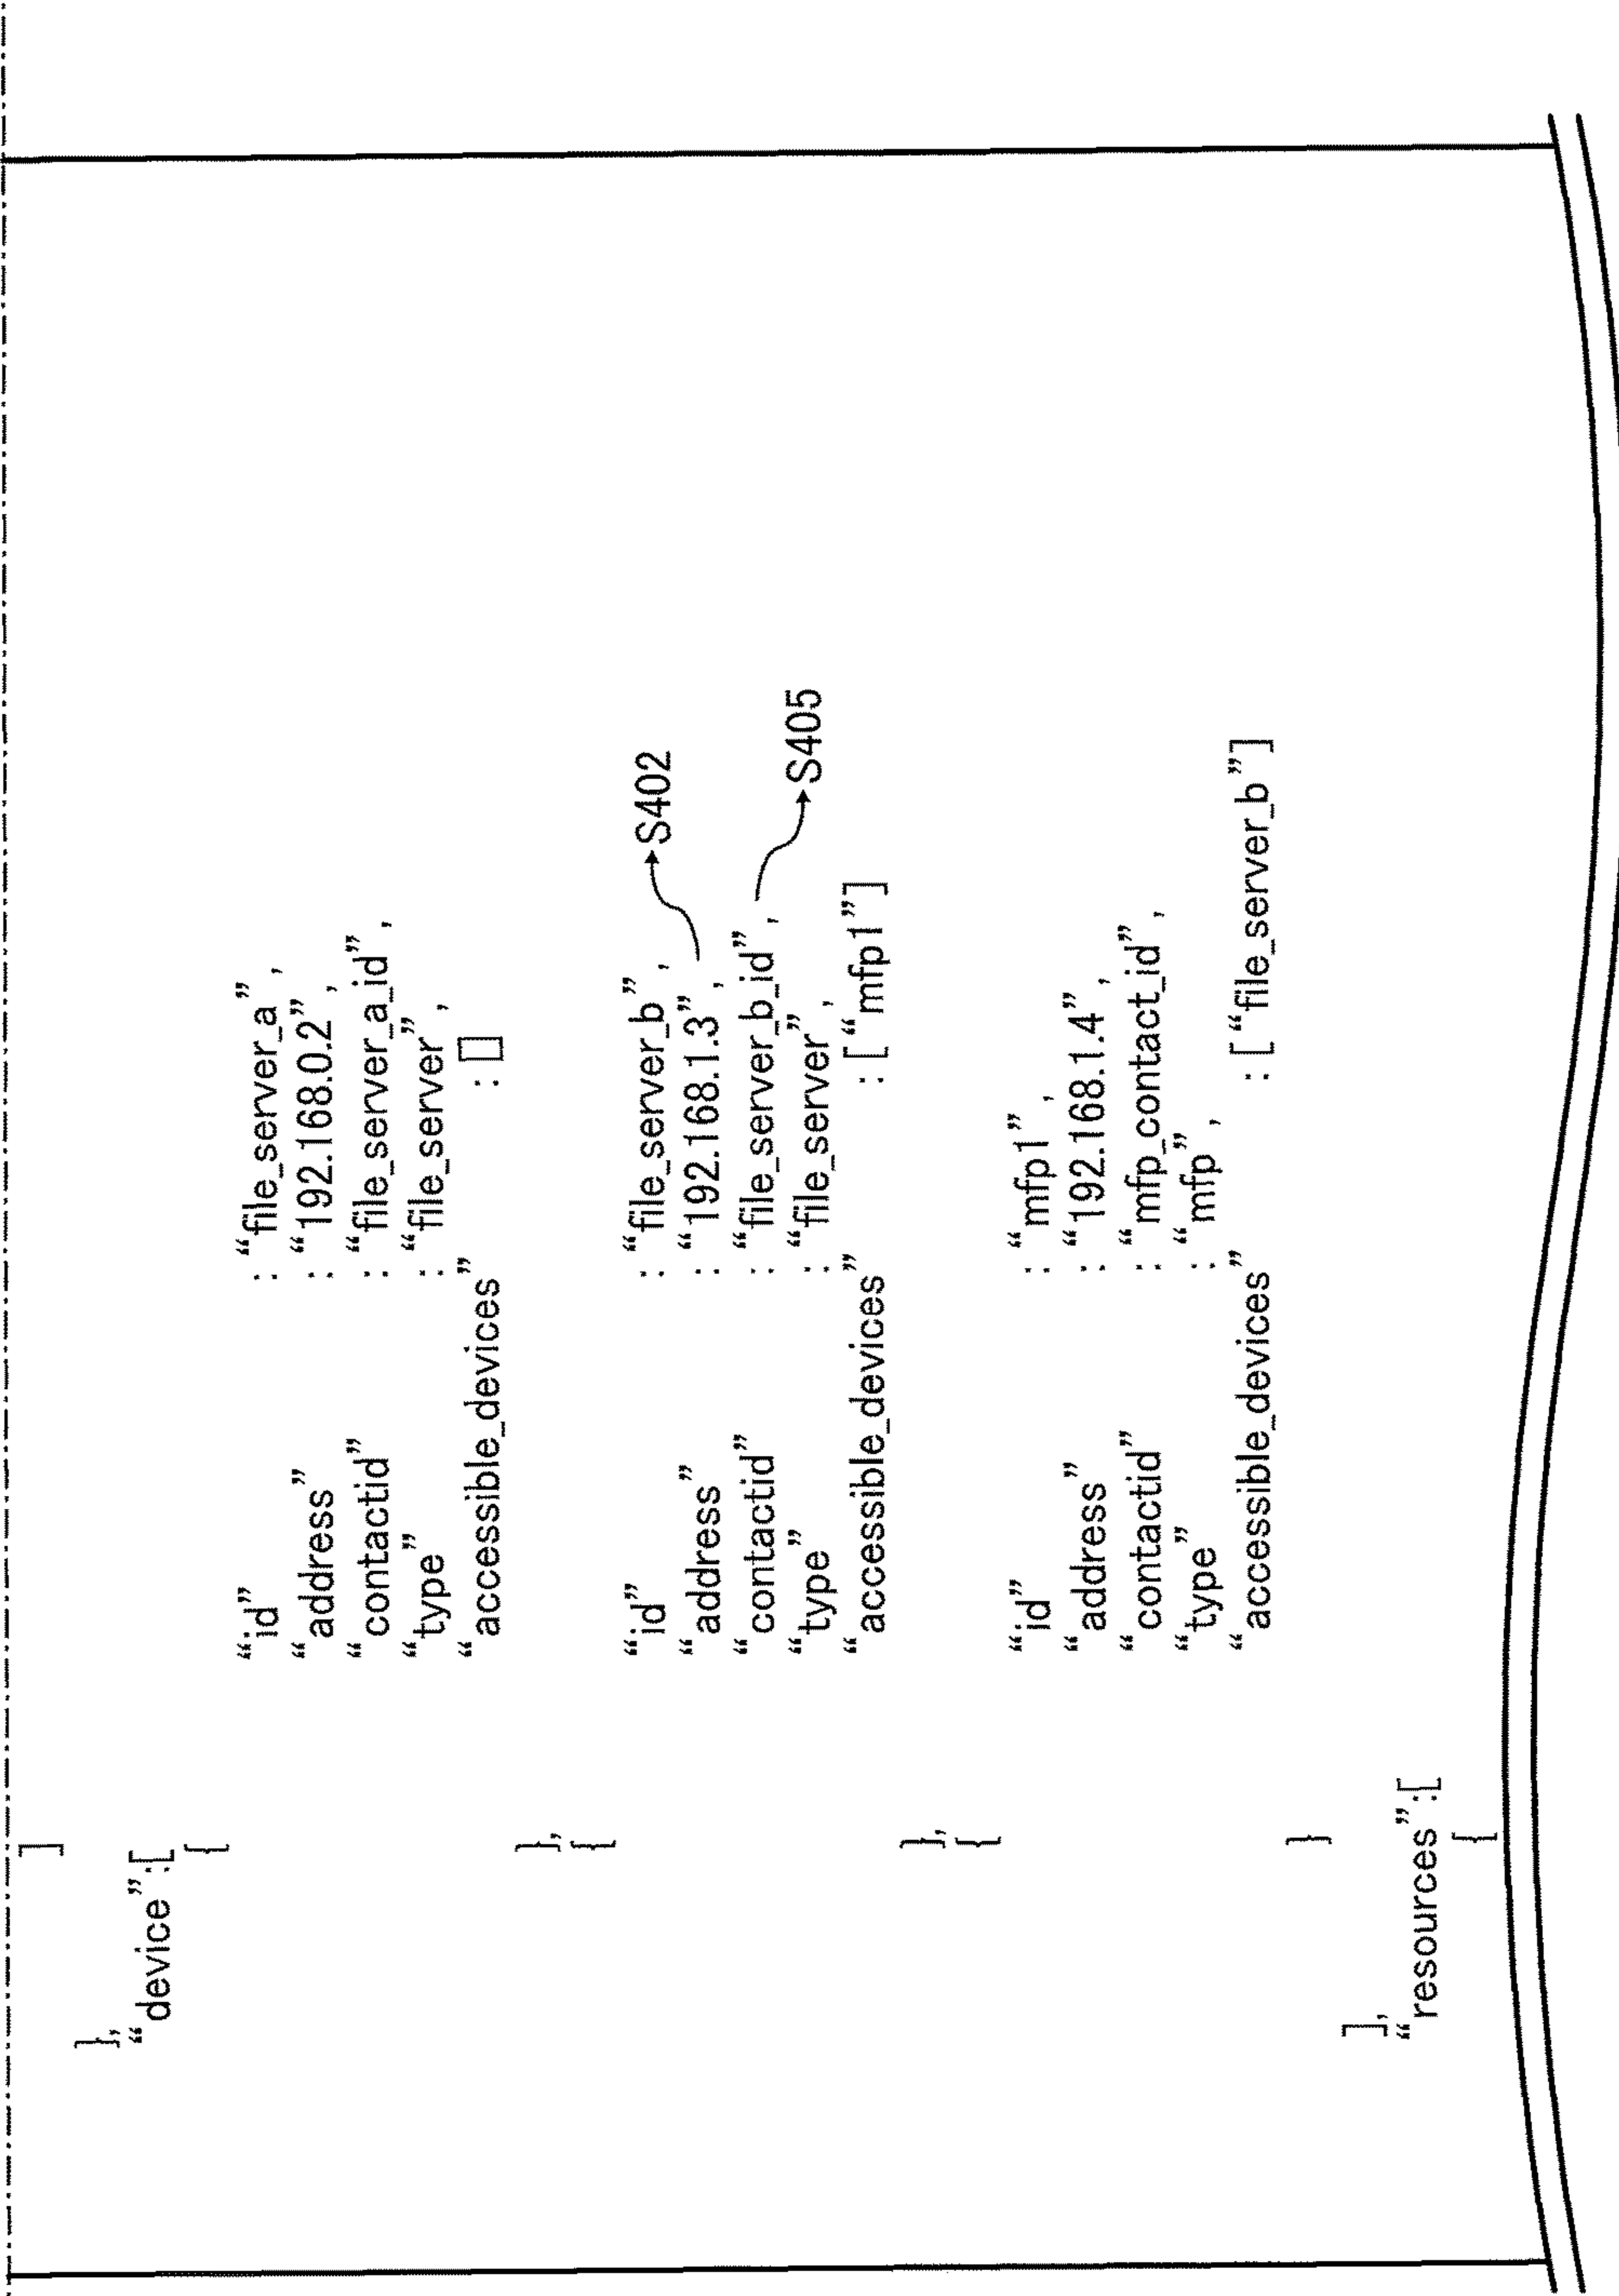 ]
},
“device”:[
{
“id” : “file_server_a”,
“address” : “192.168.0.2”,
“contactid” : “file_server_a_id”,
“type” : “file_server”,
“accessible_devices” : []
},
{
“id” : “file_server_b”,
“address” : “192.168.1.3”, S402
“contactid” : “file_server_b_id”, S405
“type” : “file_server”,
“accessible_devices” : [“mfp1”]
},
{
“id” : “mfp1”,
“address” : “192.168.1.4”,
“contactid” : “mfp_contact_id”,
“type” : “mfp”,
“accessible_devices” : [“file_server_b”]
}
],
“resources”:[
{